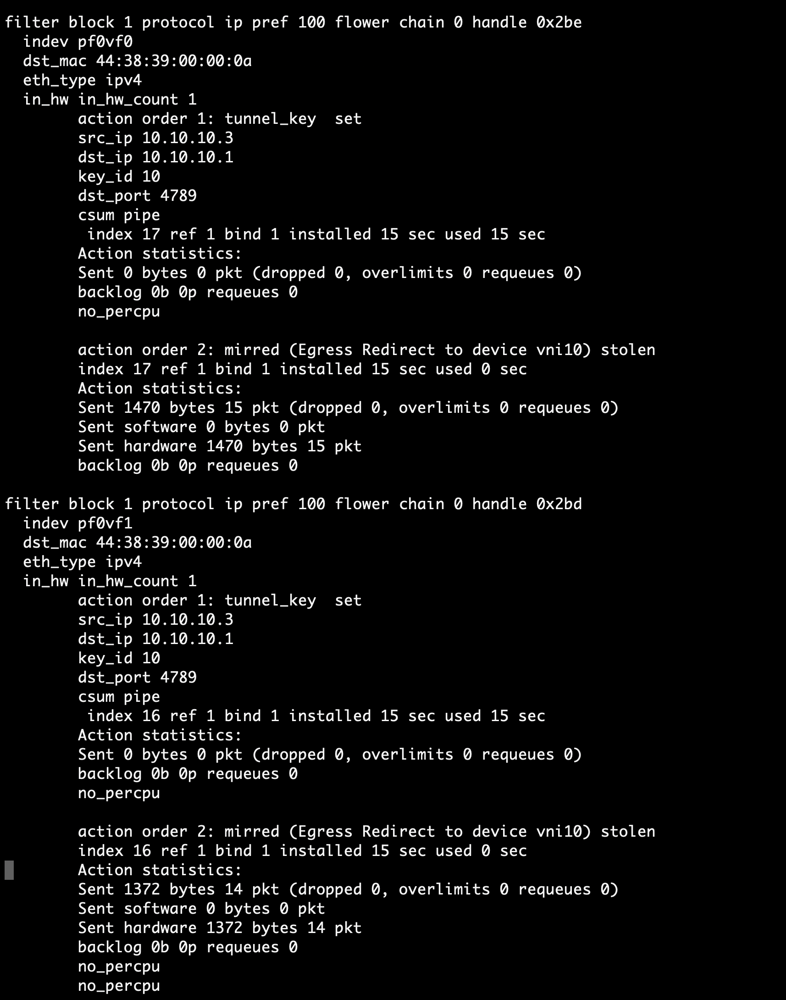 filter block 1 protocol ip pref 100 flower chain 0 handle 0x2be
  indev pf0vf0
  dst_mac 44:38:39:00:00:0a
  eth_type ipv4
  in_hw in_hw_count 1
        action order 1: tunnel_key  set
        src_ip 10.10.10.3
        dst_ip 10.10.10.1
        key_id 10
        dst_port 4789
        csum pipe
         index 17 ref 1 bind 1 installed 15 sec used 15 sec
        Action statistics:
        Sent 0 bytes 0 pkt (dropped 0, overlimits 0 requeues 0)
        backlog 0b 0p requeues 0
        no_percpu

        action order 2: mirred (Egress Redirect to device vni10) stolen
        index 17 ref 1 bind 1 installed 15 sec used 0 sec
        Action statistics:
        Sent 1470 bytes 15 pkt (dropped 0, overlimits 0 requeues 0)
        Sent software 0 bytes 0 pkt
        Sent hardware 1470 bytes 15 pkt
        backlog 0b 0p requeues 0

filter block 1 protocol ip pref 100 flower chain 0 handle 0x2bd
  indev pf0vf1
  dst_mac 44:38:39:00:00:0a
  eth_type ipv4
  in_hw in_hw_count 1
        action order 1: tunnel_key  set
        src_ip 10.10.10.3
        dst_ip 10.10.10.1
        key_id 10
        dst_port 4789
        csum pipe
         index 16 ref 1 bind 1 installed 15 sec used 15 sec
        Action statistics:
        Sent 0 bytes 0 pkt (dropped 0, overlimits 0 requeues 0)
        backlog 0b 0p requeues 0
        no_percpu

        action order 2: mirred (Egress Redirect to device vni10) stolen
        index 16 ref 1 bind 1 installed 15 sec used 0 sec
        Action statistics:
        Sent 1372 bytes 14 pkt (dropped 0, overlimits 0 requeues 0)
        Sent software 0 bytes 0 pkt
        Sent hardware 1372 bytes 14 pkt
        backlog 0b 0p requeues 0
        no_percpu
        no_percpu